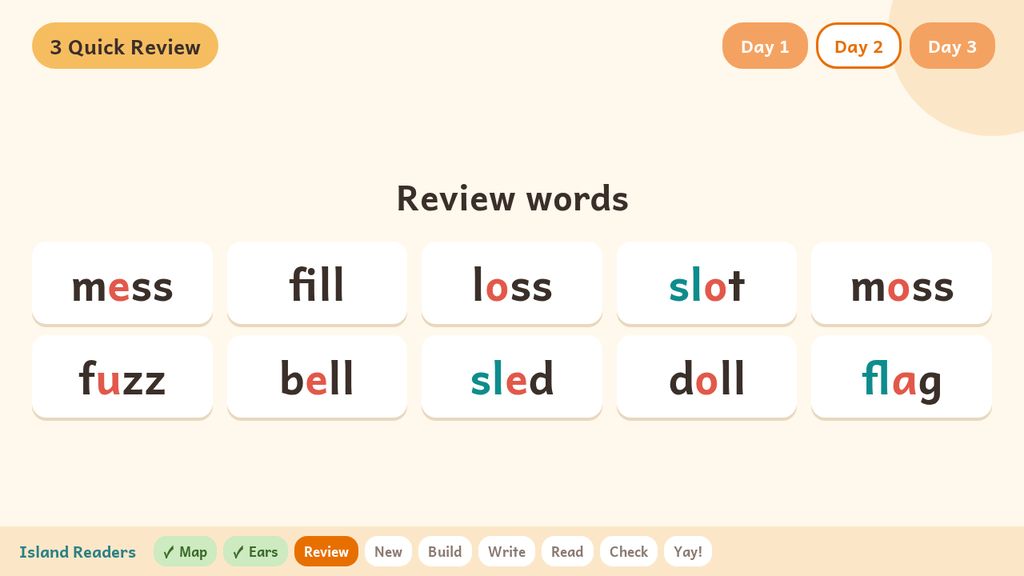 3 Quick Review
Day 1 Day 2 Day 3
Review words
mess fill loss slot moss
fuzz bell sled doll flag
Island Readers ✓ Map ✓ Ears Review New Build Write Read Check Yay!